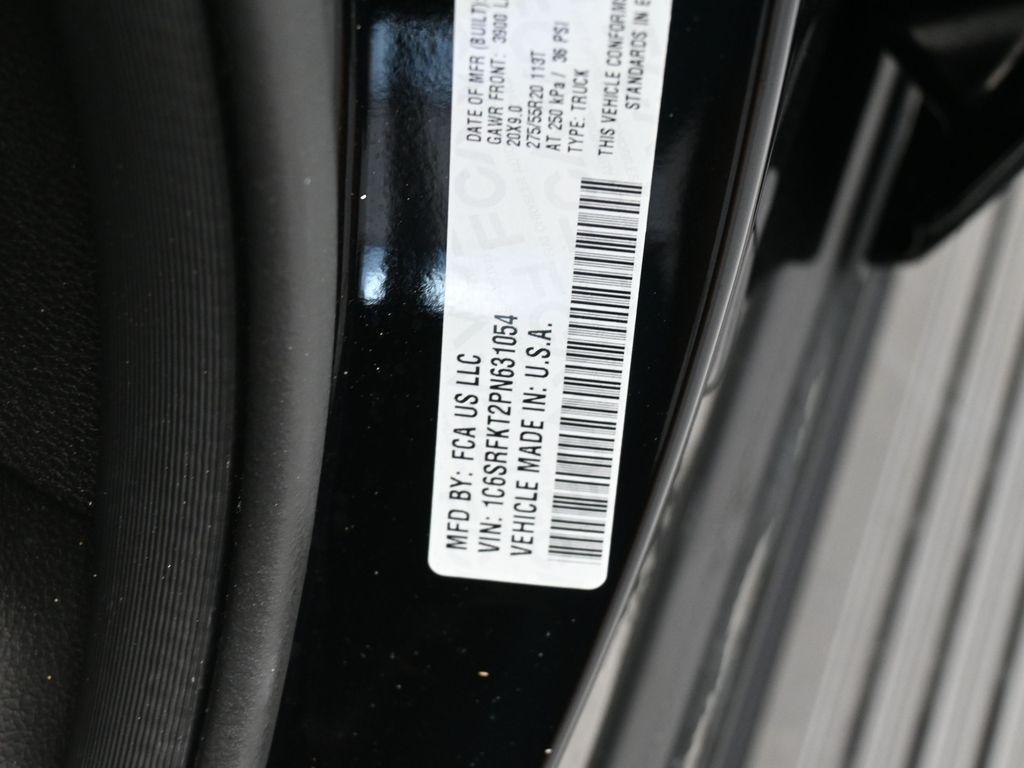 MFD BY: FCA US LLC
VIN: 1C6SRFKT2PN631054
VEHICLE MADE IN: U.S.A.
DATE OF MFR (BUILT)
GAWR FRONT: 3900 L
20X9.0
275/55R20 113T
AT 250 kPa / 36 PSI
TYPE: TRUCK
THIS VEHICLE CONFORM
STANDARDS IN E